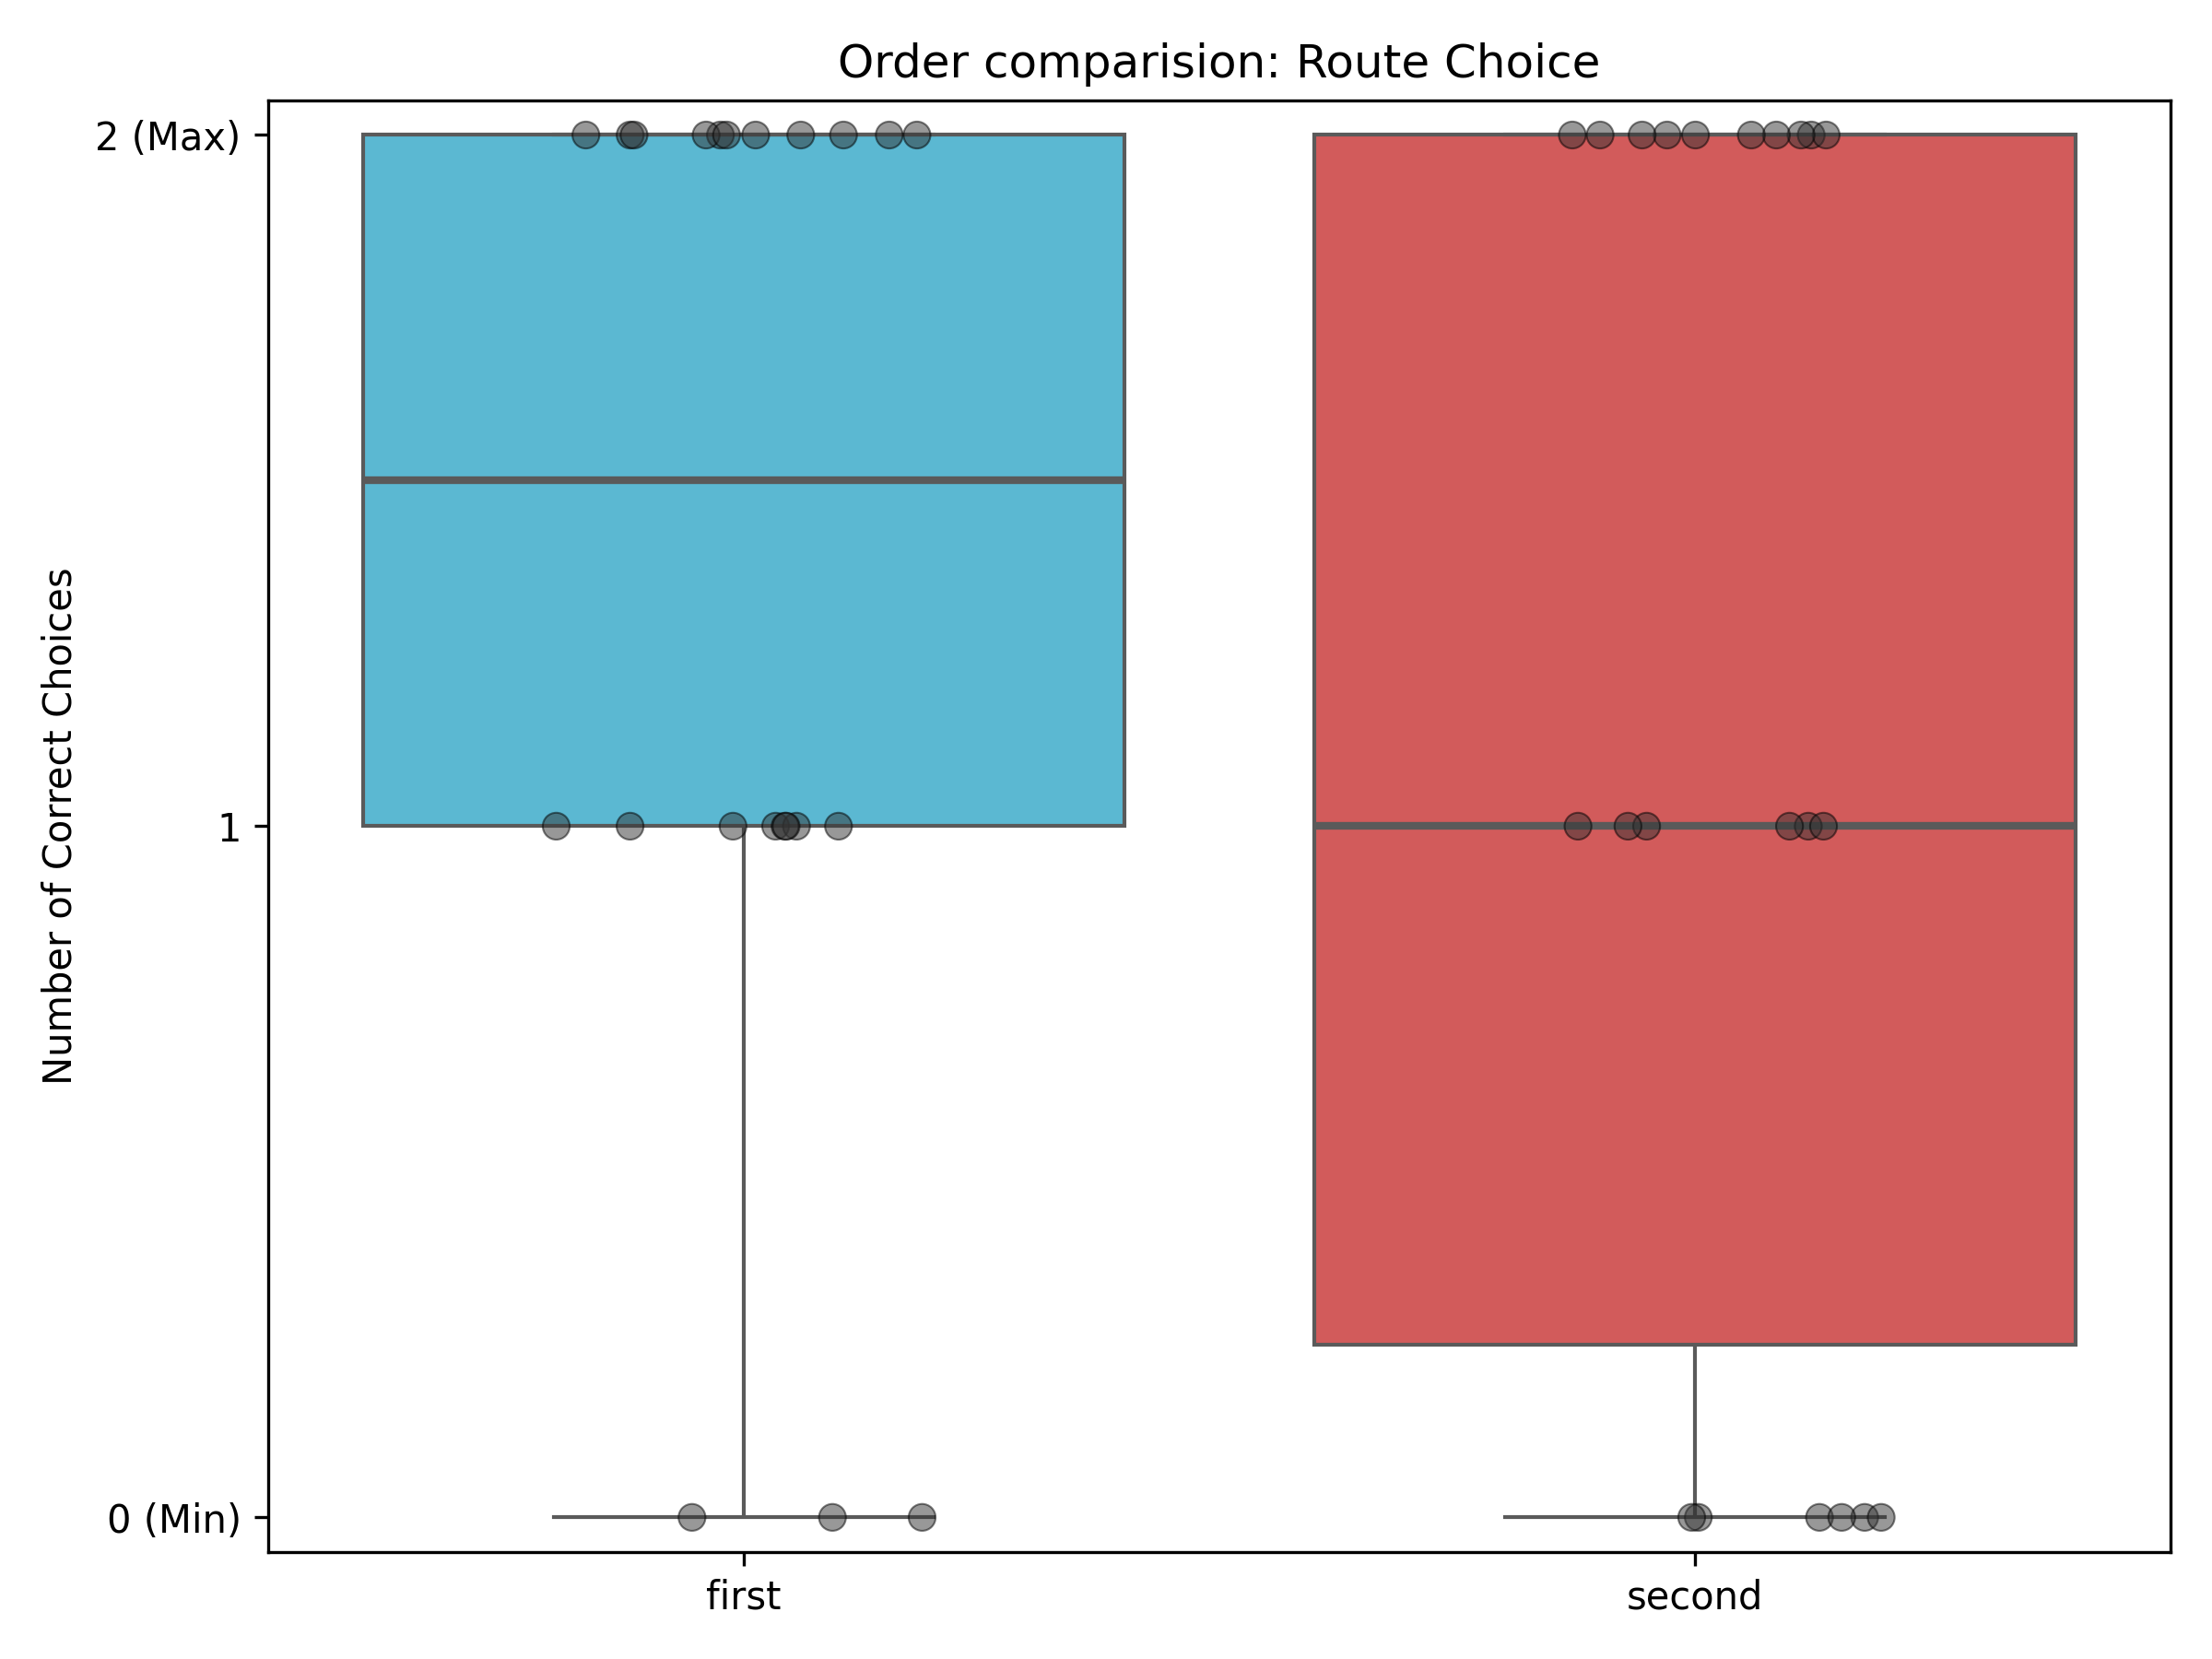 Order comparision: Route Choice
2 (Max)
1
0 (Min)
Number of Correct Choices
first
second